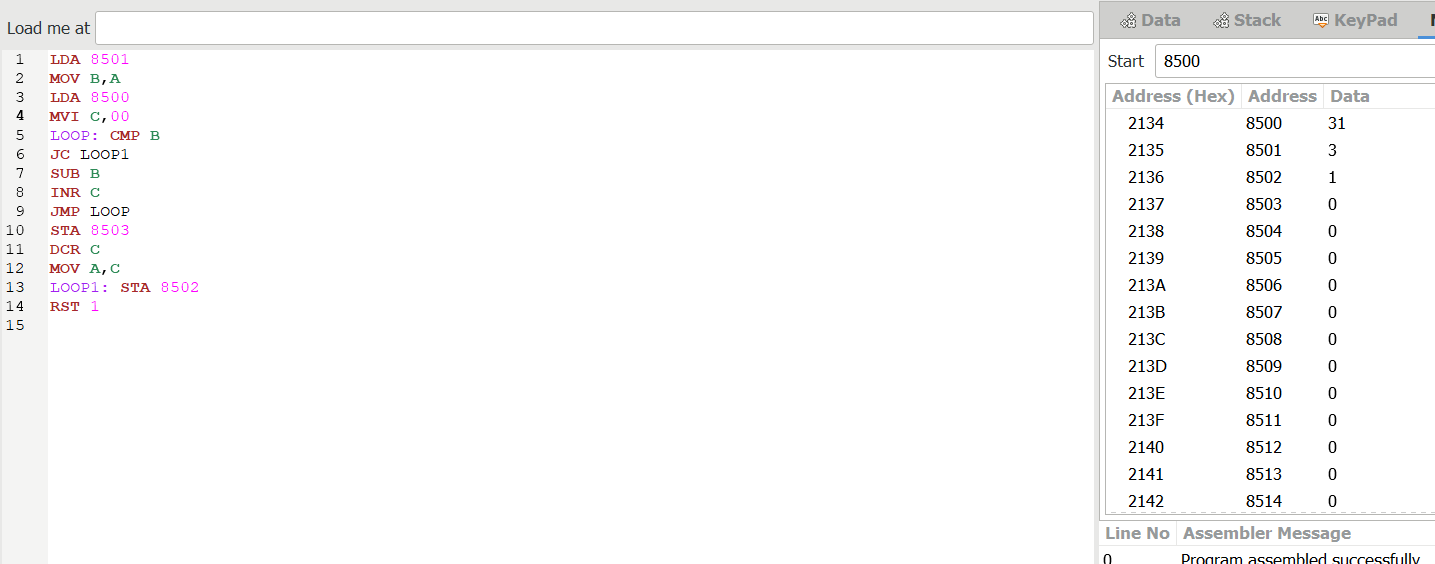 Load me at
1 LDA 8501
2 MOV B,A
3 LDA 8500
4 MVI C,00
5 LOOP: CMP B
6 JC LOOP1
7 SUB B
8 INR C
9 JMP LOOP
10 STA 8503
11 DCR C
12 MOV A,C
13 LOOP1: STA 8502
14 RST 1
15
Data Stack KeyPad
Start 8500
Address (Hex) Address Data
2134 8500 31
2135 8501 3
2136 8502 1
2137 8503 0
2138 8504 0
2139 8505 0
213A 8506 0
213B 8507 0
213C 8508 0
213D 8509 0
213E 8510 0
213F 8511 0
2140 8512 0
2141 8513 0
2142 8514 0
Line No Assembler Message
0 Program assembled successfully